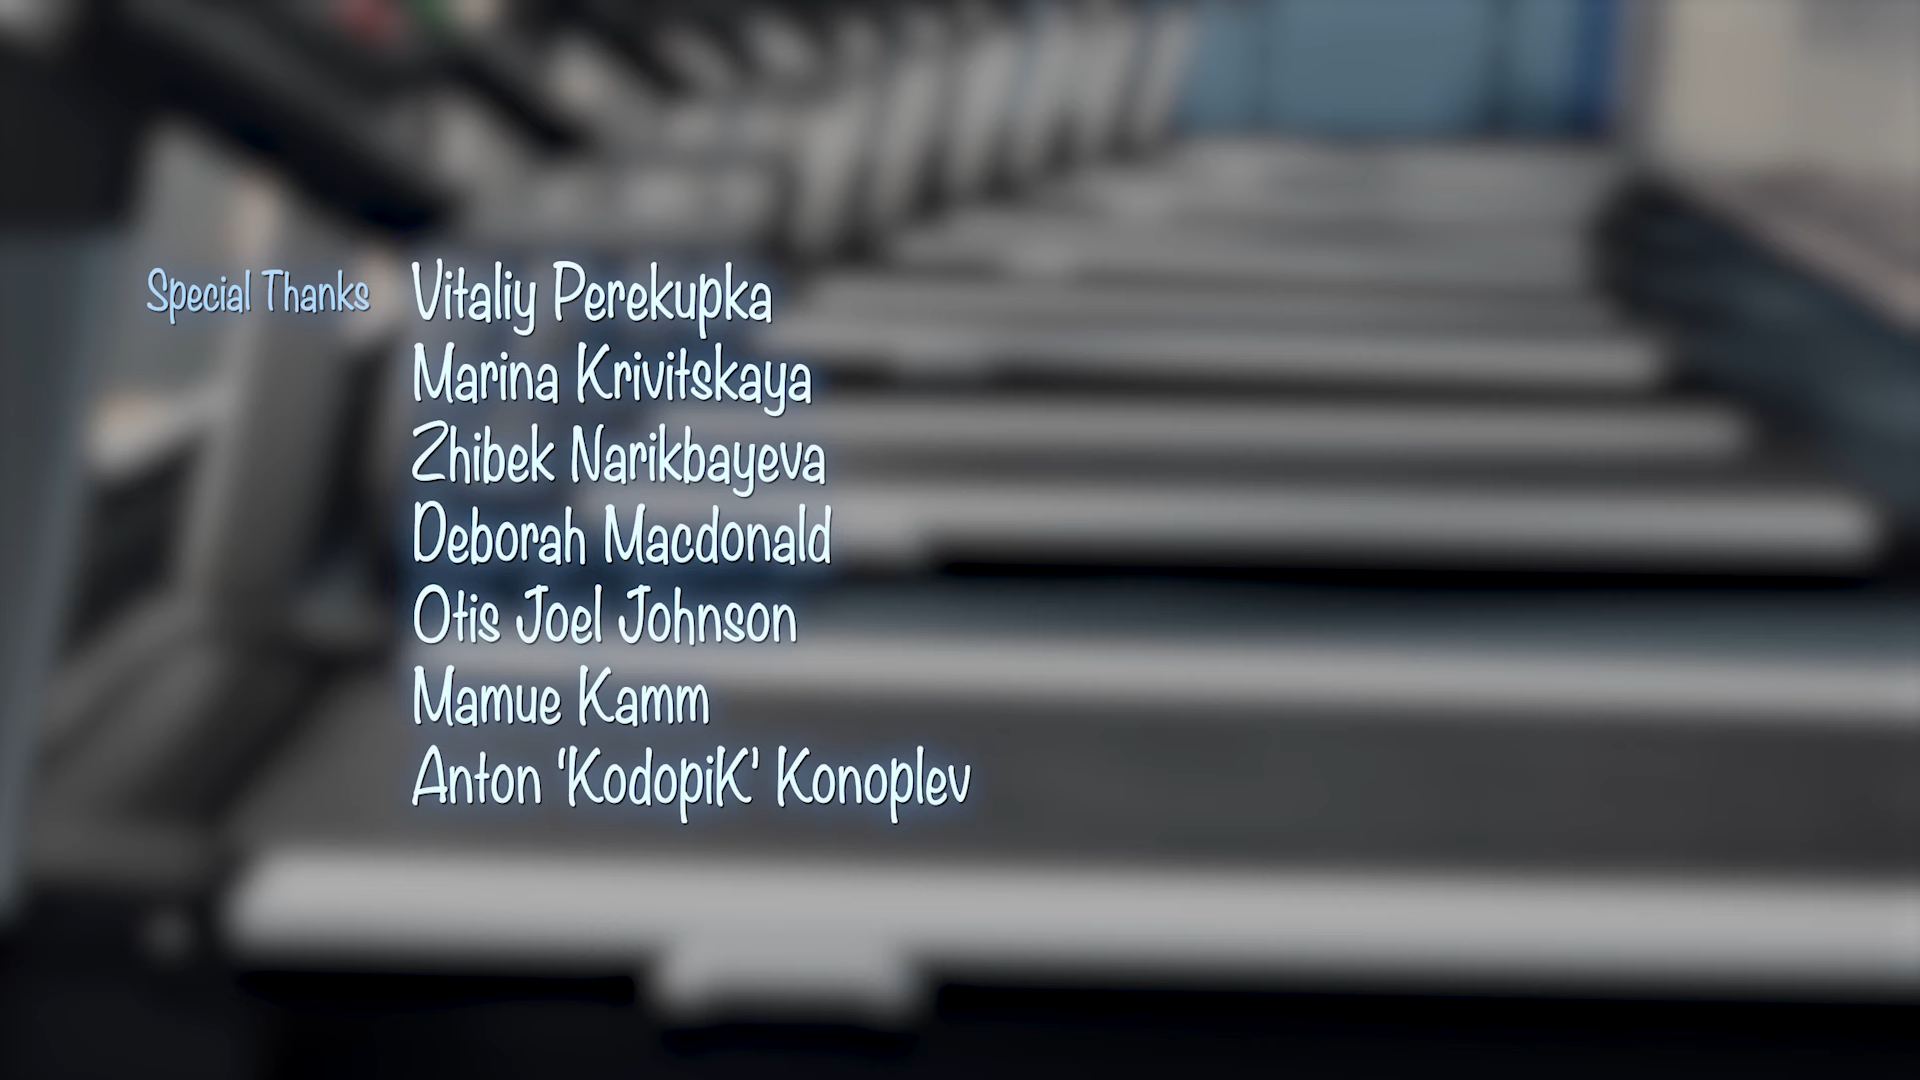 Special Thanks Vitaliy Perekupka
Marina Krivitskaya
Zhibek Narikbayeva
Deborah Macdonald
Otis Joel Johnson
Mamue Kamm
Anton 'KodopiK' Konoplev